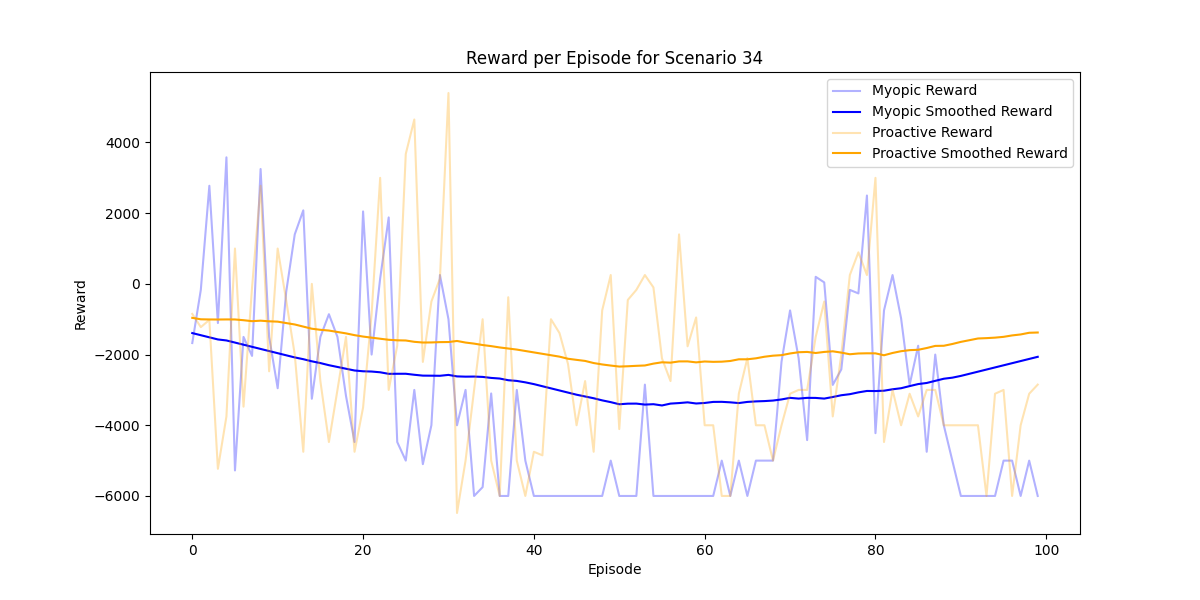 Reward per Episode for Scenario 34
Myopic Reward
Myopic Smoothed Reward
Proactive Reward
Proactive Smoothed Reward
Reward
4000
2000
0
−2000
−4000
−6000
0 20 40 60 80 100
Episode